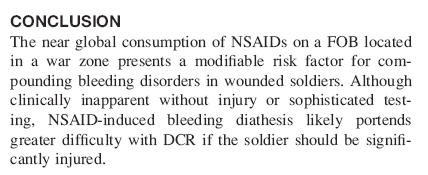 CONCLUSION
The near global consumption of NSAIDs on a FOB located
in a war zone presents a modifiable risk factor for com-
pounding bleeding disorders in wounded soldiers. Although
clinically inapparent without injury or sophisticated test-
ing, NSAID-induced bleeding diathesis likely portends
greater difficulty with DCR if the soldier should be signifi-
cantly injured.